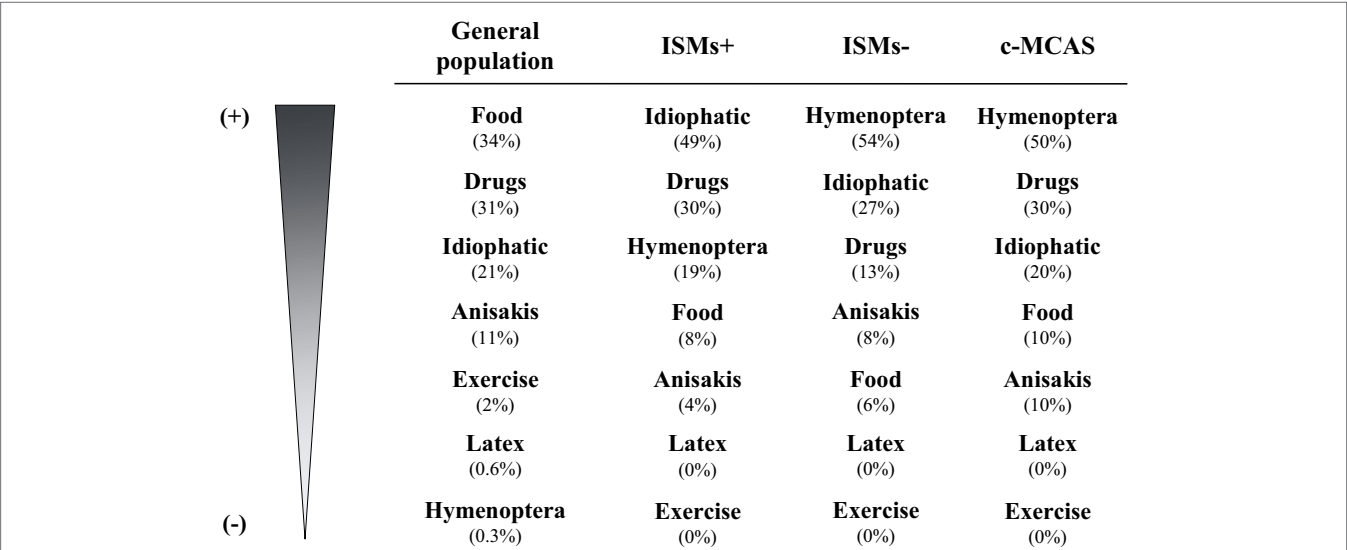 General population ISMs+ ISMs- c-MCAS
(+) Food Idiophatic Hymenoptera Hymenoptera
(34%) (49%) (54%) (50%)
Drugs Drugs Idiophatic Drugs
(31%) (30%) (27%) (30%)
Idiophatic Hymenoptera Drugs Idiophatic
(21%) (19%) (13%) (20%)
Anisakis Food Anisakis Food
(11%) (8%) (8%) (10%)
Exercise Anisakis Food Anisakis
(2%) (4%) (6%) (10%)
Latex Latex Latex Latex
(0.6%) (0%) (0%) (0%)
(-) Hymenoptera Exercise Exercise Exercise
(0.3%) (0%) (0%) (0%)